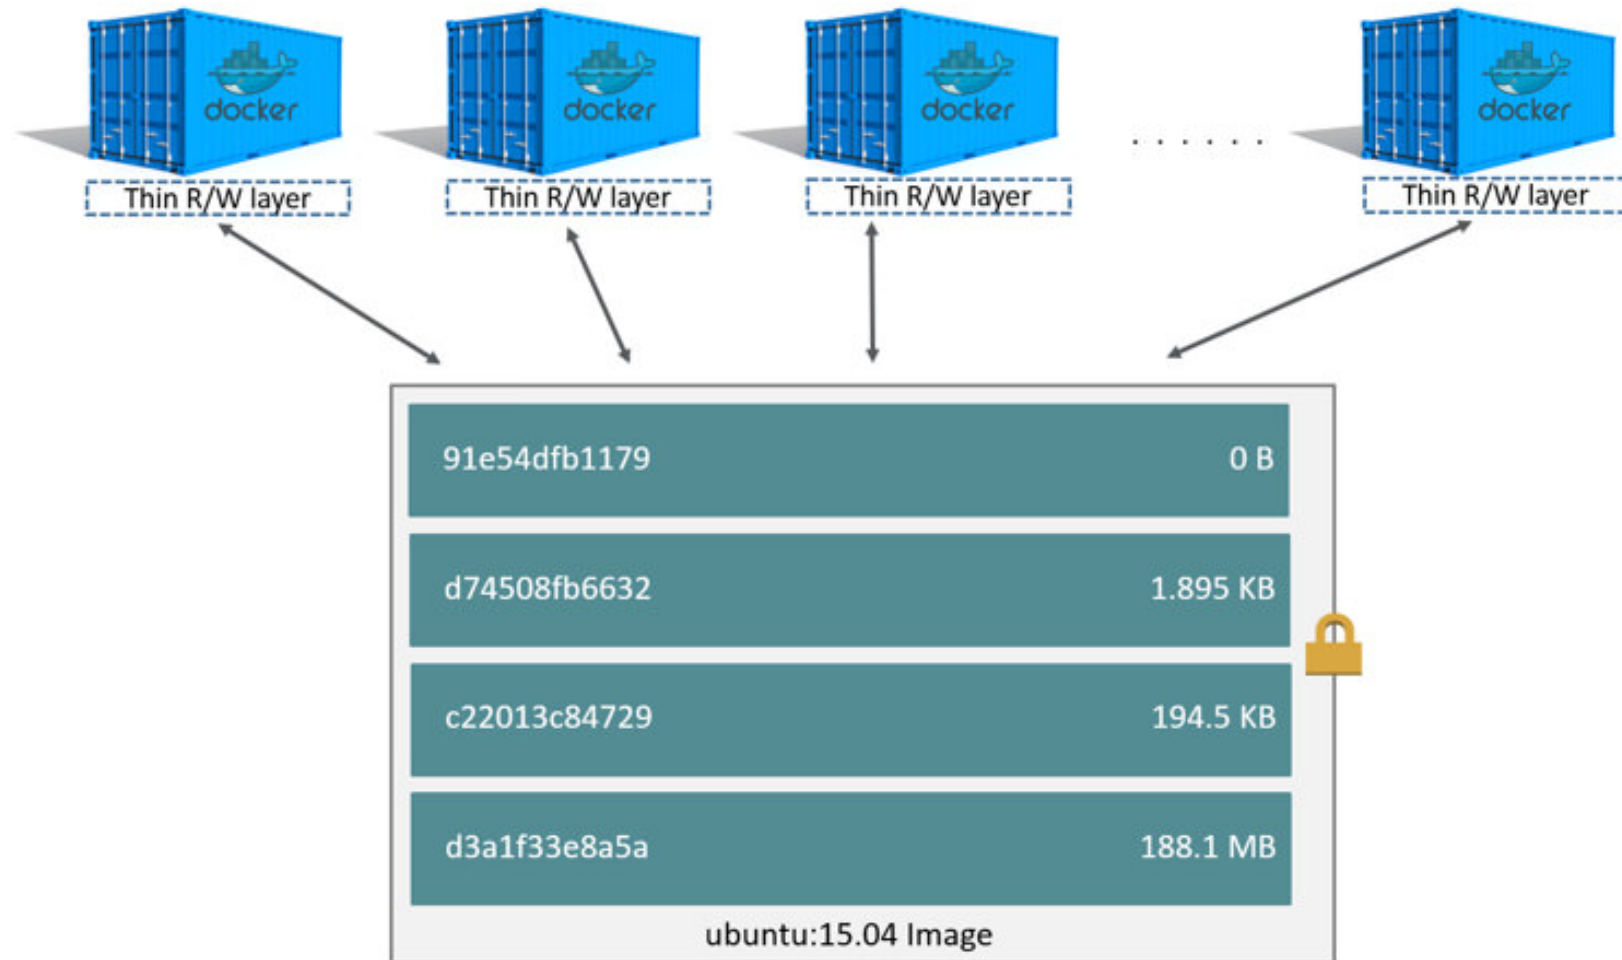 docker docker docker docker
Thin R/W layer Thin R/W layer Thin R/W layer ...... Thin R/W layer
91e54dfb1179 0 B
d74508fb6632 1.895 KB
c22013c84729 194.5 KB
d3a1f33e8a5a 188.1 MB
ubuntu:15.04 Image